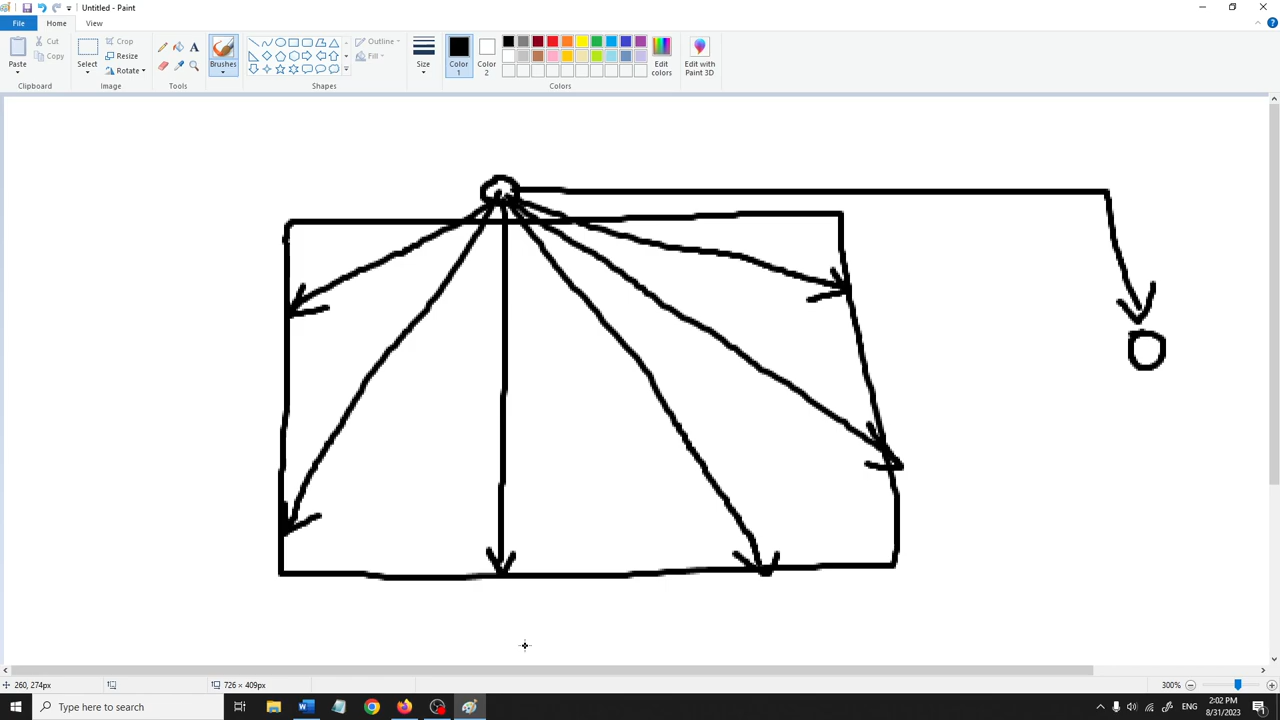 Untitled - Paint
File Home View
Paste
Cut
Copy
Clipboard
Select
Crop
Resize
Rotate
Image
A
Tools
Brushes
Outline
Fill
Shapes
Size
Color 1
Color 2
Edit colors
Edit with Paint 3D
Colors
260, 274px
726 × 409px
300%
Type here to search
ENG
2:02 PM
8/31/2023